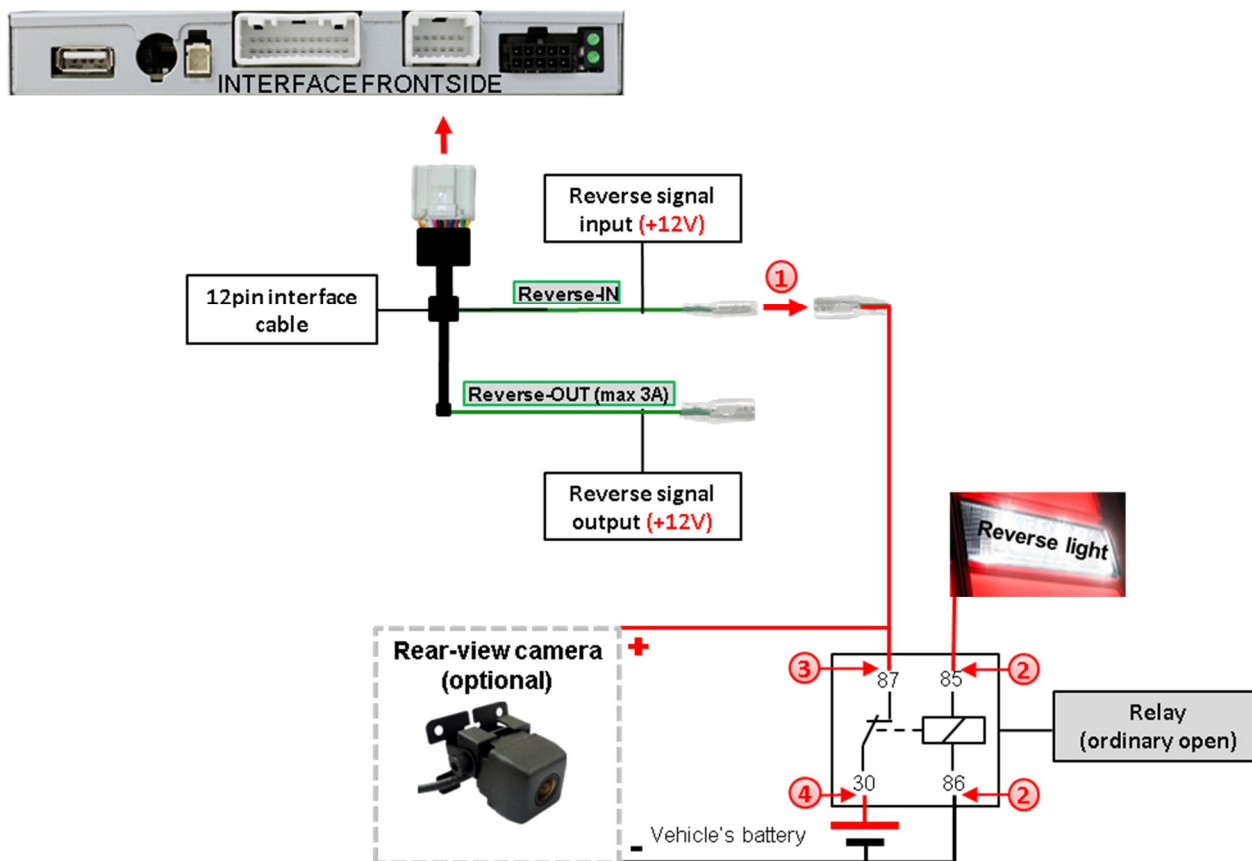 INTERFACE FRONTSIDE
Reverse signal
input (+12V)
1
12pin interface
cable
Reverse-IN
Reverse-OUT (max 3A)
Reverse signal
output (+12V)
Reverse light
Rear-view camera
(optional)
+
3
87
85
2
Relay
(ordinary open)
4
30
86
2
-
Vehicle's battery